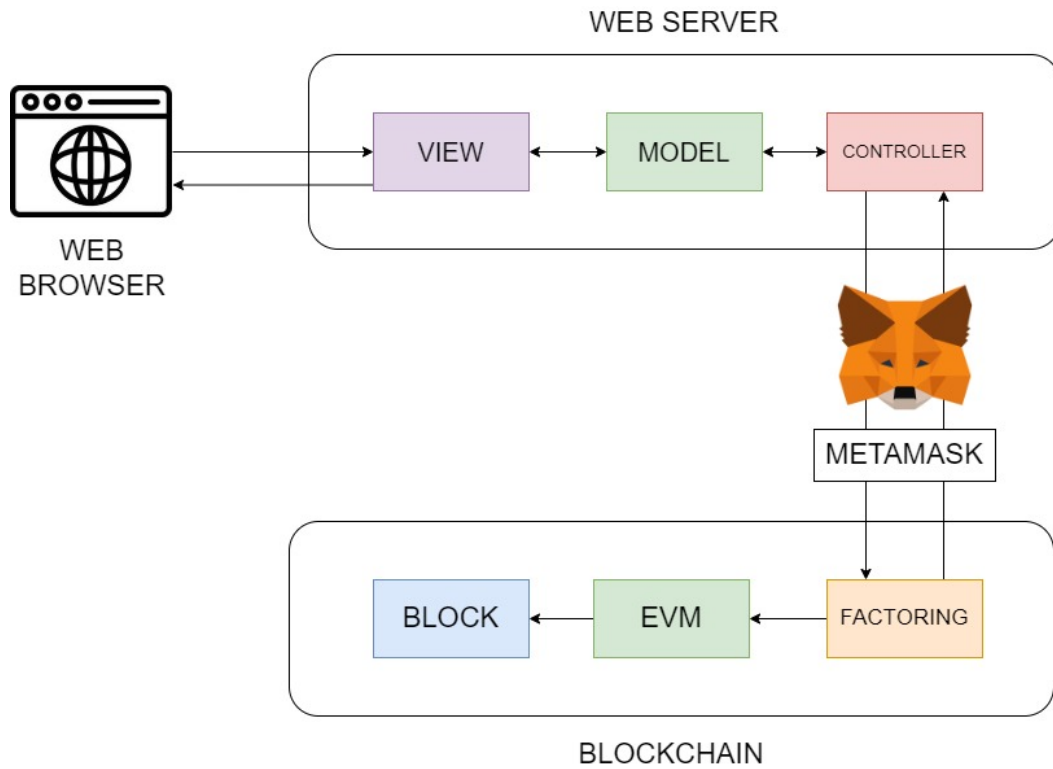 WEB SERVER
VIEW
MODEL
CONTROLLER
WEB
BROWSER
METAMASK
BLOCK
EVM
FACTORING
BLOCKCHAIN